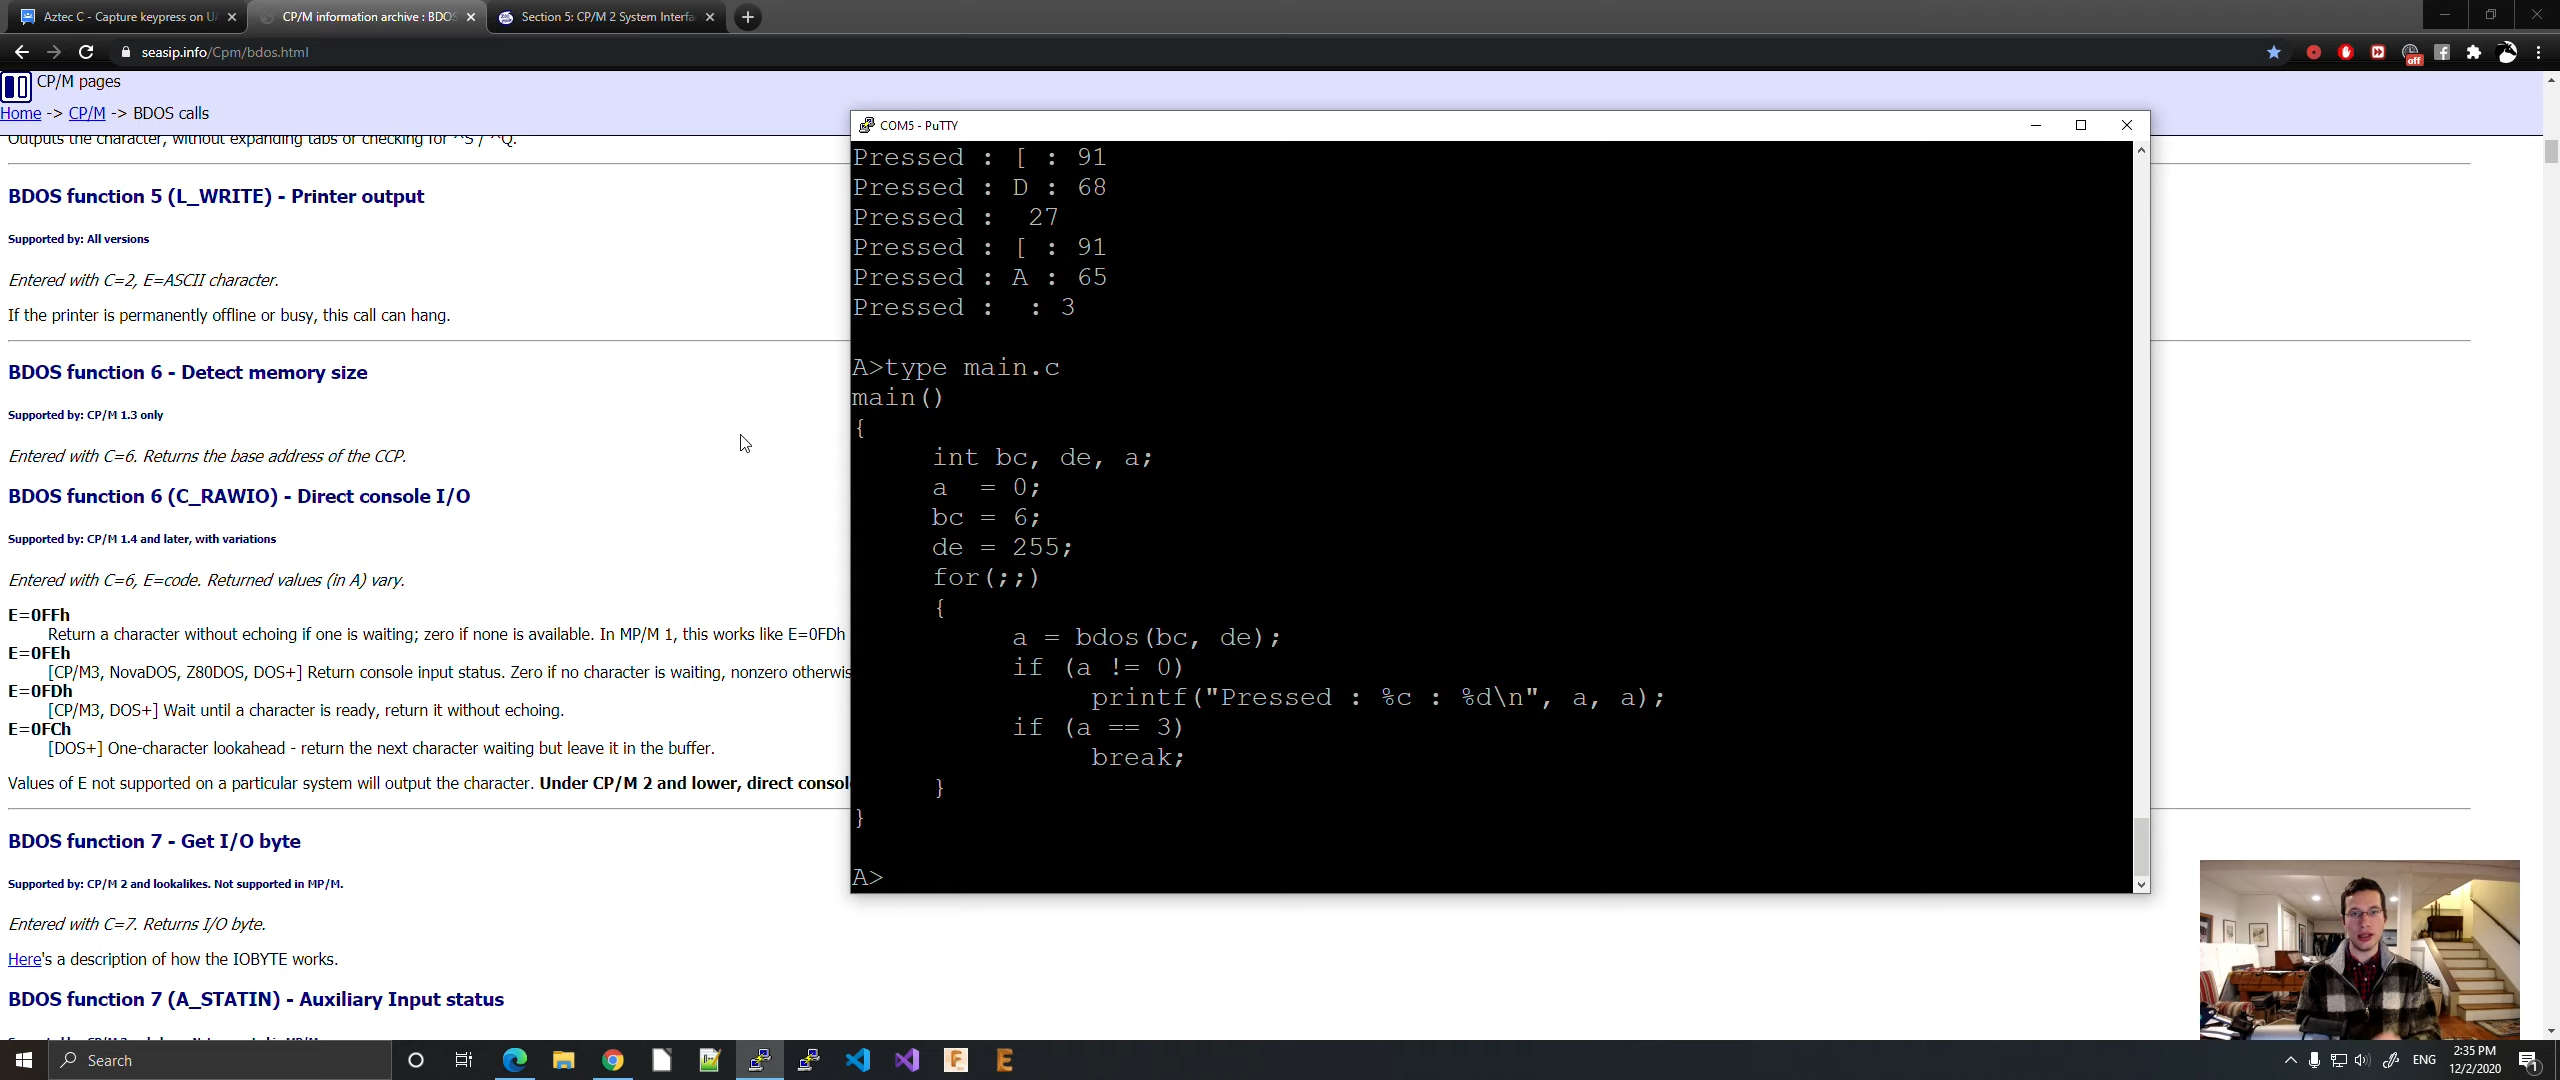 Aztec C - Capture keypress on U
CP/M information archive : BDOS
Section 5: CP/M 2 System Interfa
seasip.info/Cpm/bdos.html
off
CP/M pages
Home -> CP/M -> BDOS calls
Outputs the character, without expanding tabs or checking for ^S / ^Q.
BDOS function 5 (L_WRITE) - Printer output
Supported by: All versions
Entered with C=2, E=ASCII character.
If the printer is permanently offline or busy, this call can hang.
BDOS function 6 - Detect memory size
Supported by: CP/M 1.3 only
Entered with C=6. Returns the base address of the CCP.
BDOS function 6 (C_RAWIO) - Direct console I/O
Supported by: CP/M 1.4 and later, with variations
Entered with C=6, E=code. Returned values (in A) vary.
E=0FFh
Return a character without echoing if one is waiting; zero if none is available. In MP/M 1, this works like E=0FDh
E=0FEh
[CP/M3, NovaDOS, Z80DOS, DOS+] Return console input status. Zero if no character is waiting, nonzero otherwis
E=0FDh
[CP/M3, DOS+] Wait until a character is ready, return it without echoing.
E=0FCh
[DOS+] One-character lookahead - return the next character waiting but leave it in the buffer.
Values of E not supported on a particular system will output the character. Under CP/M 2 and lower, direct consol
BDOS function 7 - Get I/O byte
Supported by: CP/M 2 and lookalikes. Not supported in MP/M.
Entered with C=7. Returns I/O byte.
Here's a description of how the IOBYTE works.
BDOS function 7 (A_STATIN) - Auxiliary Input status
COM5 - PuTTY
Pressed : [ : 91
Pressed : D : 68
Pressed :  27
Pressed : [ : 91
Pressed : A : 65
Pressed :  : 3
A>type main.c
main()
{
int bc, de, a;
a  = 0;
bc = 6;
de = 255;
for(;;)
{
a = bdos(bc, de);
if (a != 0)
printf("Pressed : %c : %d\n", a, a);
if (a == 3)
break;
}
}
A>
Search
ENG
2:35 PM
12/2/2020
1